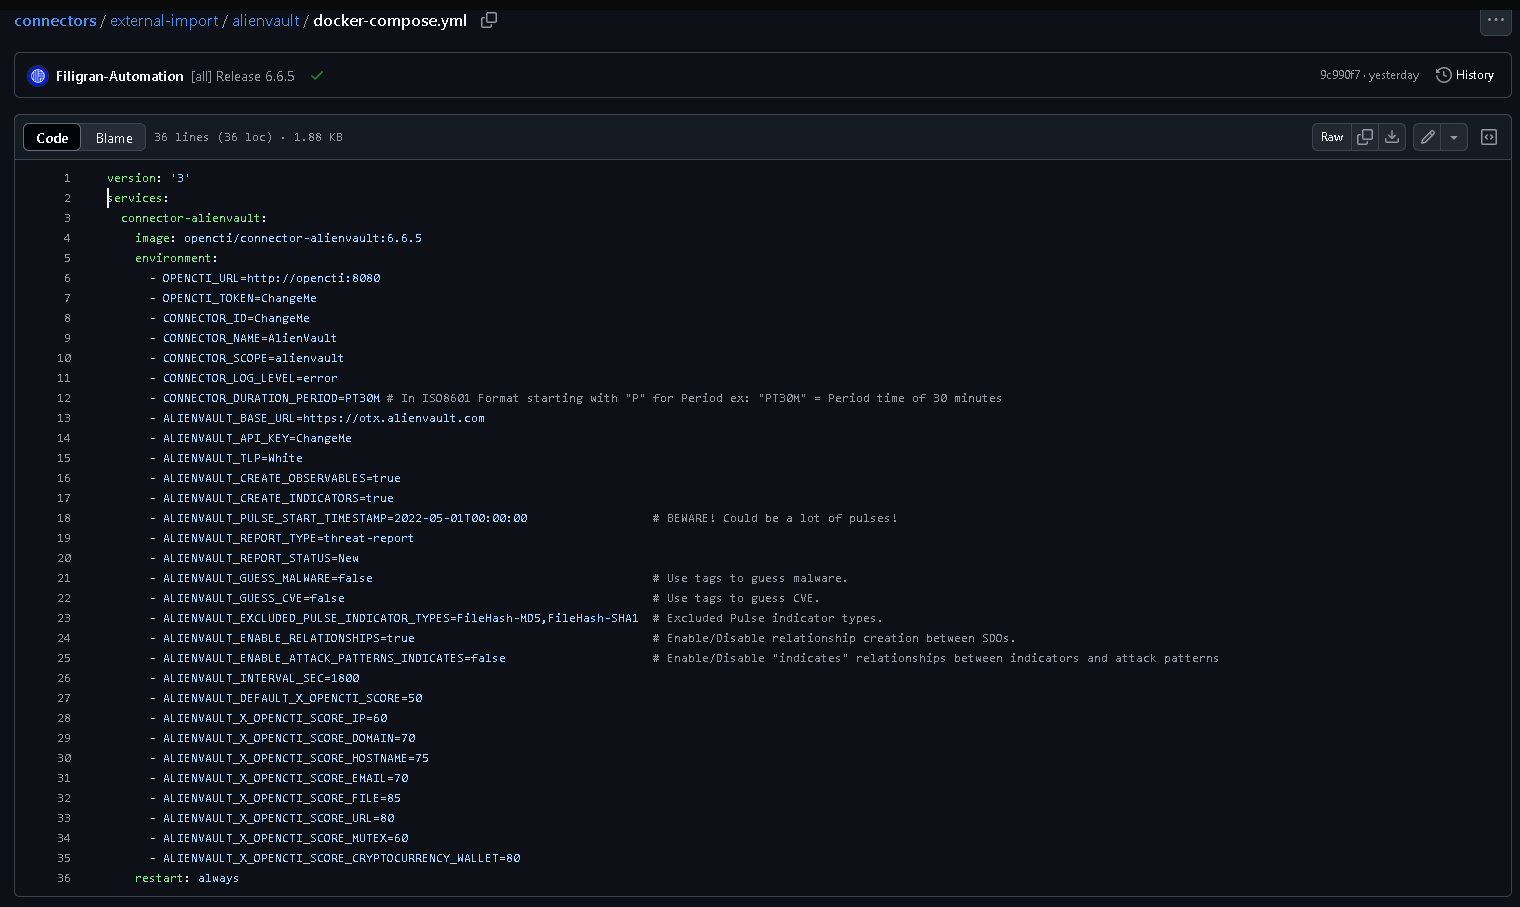 connectors / external-import / alienvault / docker-compose.yml
Filigran-Automation [all] Release 6.6.5
9c990f7 · yesterday
History
Code
Blame
36 lines (36 loc) · 1.88 KB
Raw
1 version: '3'
2 services:
3 connector-alienvault:
4 image: opencti/connector-alienvault:6.6.5
5 environment:
6 - OPENCTI_URL=http://opencti:8080
7 - OPENCTI_TOKEN=ChangeMe
8 - CONNECTOR_ID=ChangeMe
9 - CONNECTOR_NAME=AlienVault
10 - CONNECTOR_SCOPE=alienvault
11 - CONNECTOR_LOG_LEVEL=error
12 - CONNECTOR_DURATION_PERIOD=PT30M # In ISO8601 Format starting with "P" for Period ex: "PT30M" = Period time of 30 minutes
13 - ALIENVAULT_BASE_URL=https://otx.alienvault.com
14 - ALIENVAULT_API_KEY=ChangeMe
15 - ALIENVAULT_TLP=White
16 - ALIENVAULT_CREATE_OBSERVABLES=true
17 - ALIENVAULT_CREATE_INDICATORS=true
18 - ALIENVAULT_PULSE_START_TIMESTAMP=2022-05-01T00:00:00 # BEWARE! Could be a lot of pulses!
19 - ALIENVAULT_REPORT_TYPE=threat-report
20 - ALIENVAULT_REPORT_STATUS=New
21 - ALIENVAULT_GUESS_MALWARE=false # Use tags to guess malware.
22 - ALIENVAULT_GUESS_CVE=false # Use tags to guess CVE.
23 - ALIENVAULT_EXCLUDED_PULSE_INDICATOR_TYPES=FileHash-MD5,FileHash-SHA1 # Excluded Pulse indicator types.
24 - ALIENVAULT_ENABLE_RELATIONSHIPS=true # Enable/Disable relationship creation between SDOs.
25 - ALIENVAULT_ENABLE_ATTACK_PATTERNS_INDICATES=false # Enable/Disable "indicates" relationships between indicators and attack patterns
26 - ALIENVAULT_INTERVAL_SEC=1800
27 - ALIENVAULT_DEFAULT_X_OPENCTI_SCORE=50
28 - ALIENVAULT_X_OPENCTI_SCORE_IP=60
29 - ALIENVAULT_X_OPENCTI_SCORE_DOMAIN=70
30 - ALIENVAULT_X_OPENCTI_SCORE_HOSTNAME=75
31 - ALIENVAULT_X_OPENCTI_SCORE_EMAIL=70
32 - ALIENVAULT_X_OPENCTI_SCORE_FILE=85
33 - ALIENVAULT_X_OPENCTI_SCORE_URL=80
34 - ALIENVAULT_X_OPENCTI_SCORE_MUTEX=60
35 - ALIENVAULT_X_OPENCTI_SCORE_CRYPTOCURRENCY_WALLET=80
36 restart: always